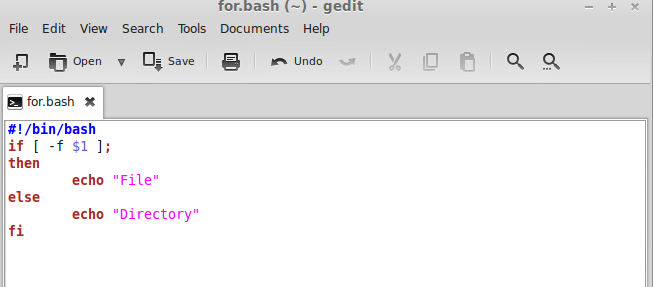 for.bash (~) - gedit
File Edit View Search Tools Documents Help
Open Save Undo
for.bash
#!/bin/bash
if [ -f $1 ];
then
        echo "File"
else
        echo "Directory"
fi